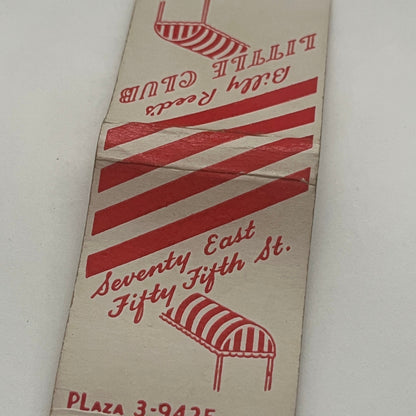 Billy Reed's
LITTLE CLUB
Seventy East
Fifty Fifth St.
PLAZA 3-9425